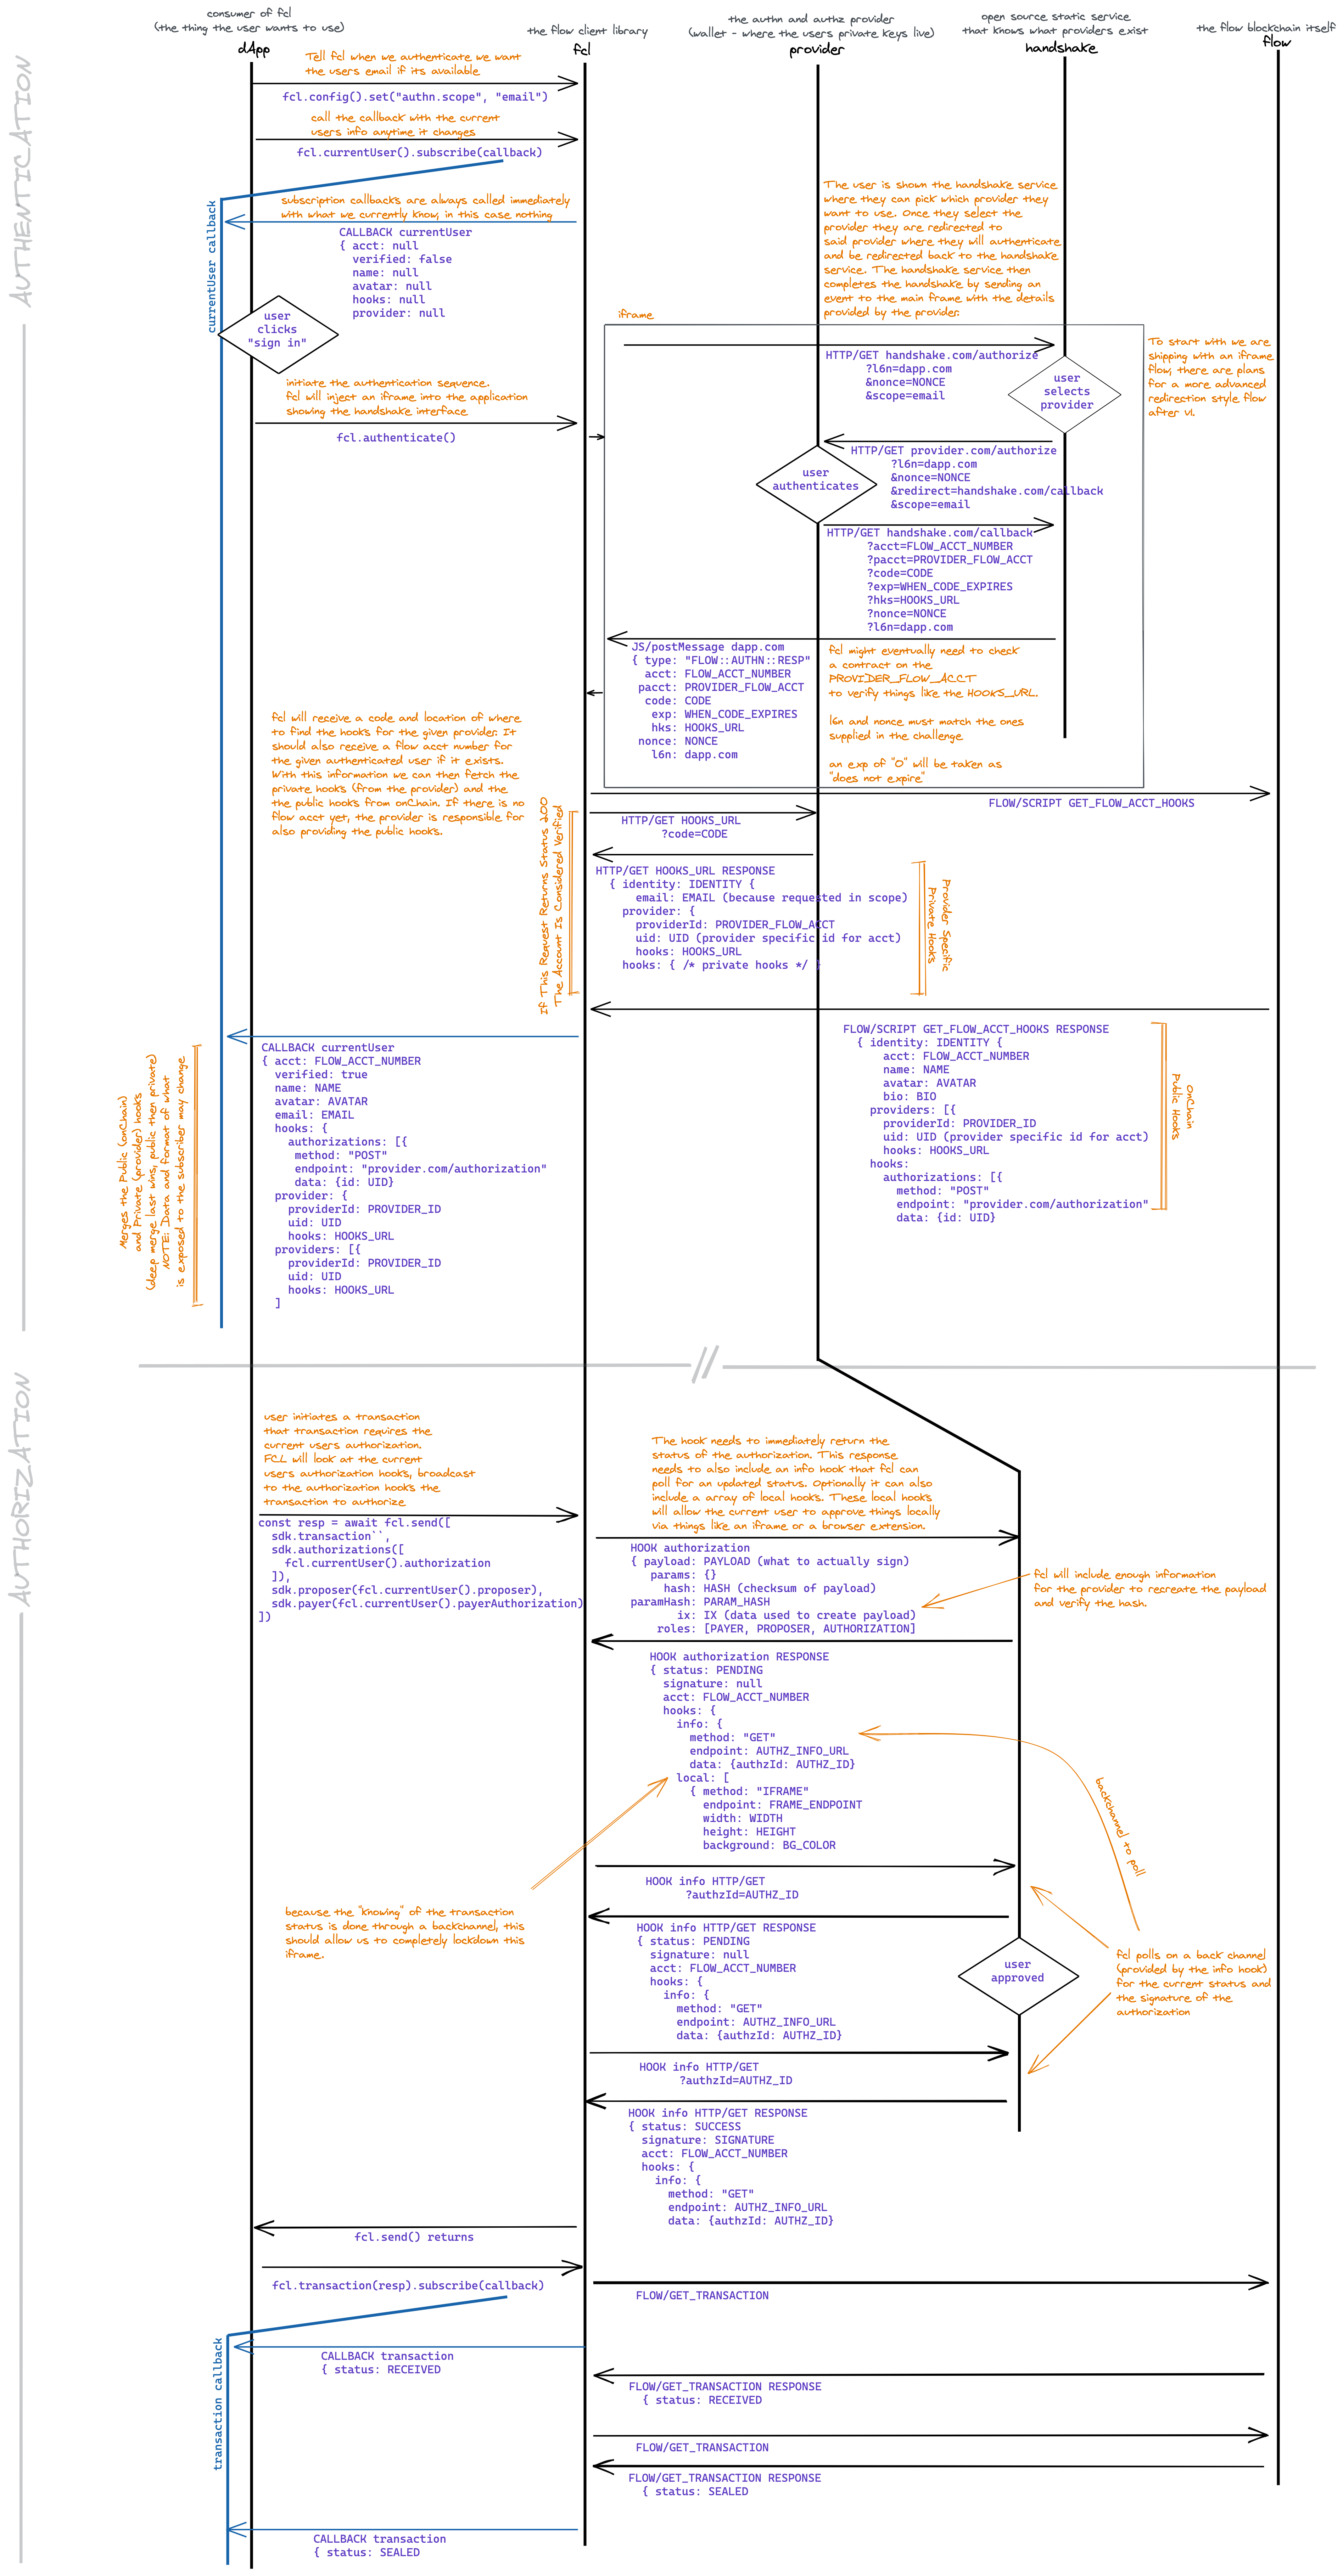 consumer of fcl
(the thing the user wants to use)
dApp
the flow client library
fcl
the authn and authz provider
(wallet - where the users private keys live)
provider
open source static service
that knows what providers exist
handshake
the flow blockchain itself
flow
AUTHENTICATION
Tell fcl when we authenticate we want
the users email if its available
fcl.config().set("authn.scope", "email")
call the callback with the current
users info anytime it changes
fcl.currentUser().subscribe(callback)
currentUser callback
subscription callbacks are always called immediately
with what we currently know, in this case nothing
CALLBACK currentUser
{ acct: null
verified: false
name: null
avatar: null
hooks: null
provider: null
user
clicks
"sign in"
initiate the authentication sequence.
fcl will inject an iframe into the application
showing the handshake interface
fcl.authenticate()
The user is shown the handshake service
where they can pick which provider they
want to use. Once they select the
provider they are redirected to
said provider where they will authenticate
and be redirected back to the handshake
service. The handshake service then
completes the handshake by sending an
event to the main frame with the details
provided by the provider.
iframe
HTTP/GET handshake.com/authorize
?l6n=dapp.com
&nonce=NONCE
&scope=email
user
selects
provider
To start with we are
shipping with an iframe
flow, there are plans
for a more advanced
redirection style flow
after v1.
HTTP/GET provider.com/authorize
?l6n=dapp.com
&nonce=NONCE
&redirect=handshake.com/callback
&scope=email
user
authenticates
HTTP/GET handshake.com/callback
?acct=FLOW_ACCT_NUMBER
?pacct=PROVIDER_FLOW_ACCT
?code=CODE
?exp=WHEN_CODE_EXPIRES
?hks=HOOKS_URL
?nonce=NONCE
?l6n=dapp.com
JS/postMessage dapp.com
{ type: "FLOW::AUTHN::RESP"
acct: FLOW_ACCT_NUMBER
pacct: PROVIDER_FLOW_ACCT
code: CODE
exp: WHEN_CODE_EXPIRES
hks: HOOKS_URL
nonce: NONCE
l6n: dapp.com
fcl might eventually need to check
a contract on the
PROVIDER_FLOW_ACCT
to verify things like the HOOKS_URL.
l6n and nonce must match the ones
supplied in the challenge
an exp of "0" will be taken as
"does not expire"
fcl will receive a code and location of where
to find the hooks for the given provider. It
should also receive a flow acct number for
the given authenticated user if it exists.
With this information we can then fetch the
private hooks (from the provider) and the
the public hooks from onChain. If there is no
flow acct yet, the provider is responsible for
also providing the public hooks.
FLOW/SCRIPT GET_FLOW_ACCT_HOOKS
If This Request Returns Status 200
The Account Is Considered Verified
HTTP/GET HOOKS_URL
?code=CODE
HTTP/GET HOOKS_URL RESPONSE
{ identity: IDENTITY {
email: EMAIL (because requested in scope)
provider: {
providerId: PROVIDER_FLOW_ACCT
uid: UID (provider specific id for acct)
hooks: HOOKS_URL
hooks: { /* private hooks */ }
Provider Specific
Private Hooks
FLOW/SCRIPT GET_FLOW_ACCT_HOOKS RESPONSE
{ identity: IDENTITY {
acct: FLOW_ACCT_NUMBER
name: NAME
avatar: AVATAR
bio: BIO
providers: [{
providerId: PROVIDER_ID
uid: UID (provider specific id for acct)
hooks: HOOKS_URL
hooks:
authorizations: [{
method: "POST"
endpoint: "provider.com/authorization"
data: {id: UID}
OnChain
Public Hooks
CALLBACK currentUser
{ acct: FLOW_ACCT_NUMBER
verified: true
name: NAME
avatar: AVATAR
email: EMAIL
hooks: {
authorizations: [{
method: "POST"
endpoint: "provider.com/authorization"
data: {id: UID}
provider: {
providerId: PROVIDER_ID
uid: UID
hooks: HOOKS_URL
providers: [{
providerId: PROVIDER_ID
uid: UID
hooks: HOOKS_URL
]
Merges the Public (onChain)
and Private (provider) hooks
(deep merge last wins, public then private)
NOTE: Data and format of what
is exposed to the subscriber may change
AUTHORIZATION
user initiates a transaction
that transaction requires the
current users authorization.
FCL will look at the current
users authorization hooks, broadcast
to the authorization hooks the
transaction to authorize
const resp = await fcl.send([
sdk.transaction``,
sdk.authorizations([
fcl.currentUser().authorization
]),
sdk.proposer(fcl.currentUser().proposer),
sdk.payer(fcl.currentUser().payerAuthorization)
])
The hook needs to immediately return the
status of the authorization. This response
needs to also include an info hook that fcl can
poll for an updated status. Optionally it can also
include a array of local hooks. These local hooks
will allow the current user to approve things locally
via things like an iframe or a browser extension.
HOOK authorization
{ payload: PAYLOAD (what to actually sign)
params: {}
hash: HASH (checksum of payload)
paramHash: PARAM_HASH
ix: IX (data used to create payload)
roles: [PAYER, PROPOSER, AUTHORIZATION]
fcl will include enough information
for the provider to recreate the payload
and verify the hash.
HOOK authorization RESPONSE
{ status: PENDING
signature: null
acct: FLOW_ACCT_NUMBER
hooks: {
info: {
method: "GET"
endpoint: AUTHZ_INFO_URL
data: {authzId: AUTHZ_ID}
local: [
{ method: "IFRAME"
endpoint: FRAME_ENDPOINT
width: WIDTH
height: HEIGHT
background: BG_COLOR
backchannel to poll
HOOK info HTTP/GET
?authzId=AUTHZ_ID
because the "knowing" of the transaction
status is done through a backchannel, this
should allow us to completely lockdown this
iframe.
HOOK info HTTP/GET RESPONSE
{ status: PENDING
signature: null
acct: FLOW_ACCT_NUMBER
hooks: {
info: {
method: "GET"
endpoint: AUTHZ_INFO_URL
data: {authzId: AUTHZ_ID}
user
approved
fcl polls on a back channel
(provided by the info hook)
for the current status and
the signature of the
authorization
HOOK info HTTP/GET
?authzId=AUTHZ_ID
HOOK info HTTP/GET RESPONSE
{ status: SUCCESS
signature: SIGNATURE
acct: FLOW_ACCT_NUMBER
hooks: {
info: {
method: "GET"
endpoint: AUTHZ_INFO_URL
data: {authzId: AUTHZ_ID}
fcl.send() returns
fcl.transaction(resp).subscribe(callback)
FLOW/GET_TRANSACTION
transaction callback
CALLBACK transaction
{ status: RECEIVED
FLOW/GET_TRANSACTION RESPONSE
{ status: RECEIVED
FLOW/GET_TRANSACTION
FLOW/GET_TRANSACTION RESPONSE
{ status: SEALED
CALLBACK transaction
{ status: SEALED